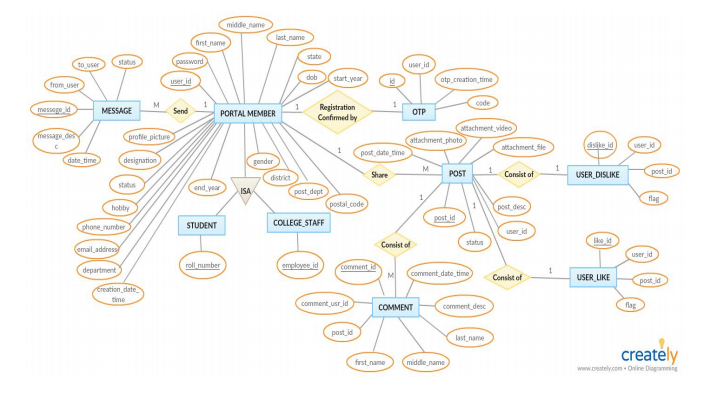 middle_name
first_name
last_name
password
state
user_id
dob
start_year
to_user
status
from_user
messege_id
message_des
c
date_time
MESSAGE
M
Send
1
PORTAL MEMBER
1
Registration
Confirmed by
1
OTP
id
user_id
otp_creation_time
code
profile_picture
designation
status
hobby
phone_number
email_address
department
creation_date_
time
end_year
gender
district
post_dept
postal_code
ISA
STUDENT
roll_number
COLLEGE_STAFF
employee_id
1
Share
M
POST
post_date_time
attachment_photo
attachment_video
attachment_file
post_desc
user_id
status
post_id
1
Consist of
1
USER_DISLIKE
dislike_id
user_id
post_id
flag
1
Consist of
1
USER_LIKE
like_id
user_id
post_id
flag
1
Consist of
M
COMMENT
comment_id
comment_date_time
comment_usr_id
comment_desc
post_id
last_name
first_name
middle_name
creately
www.creately.com • Online Diagramming